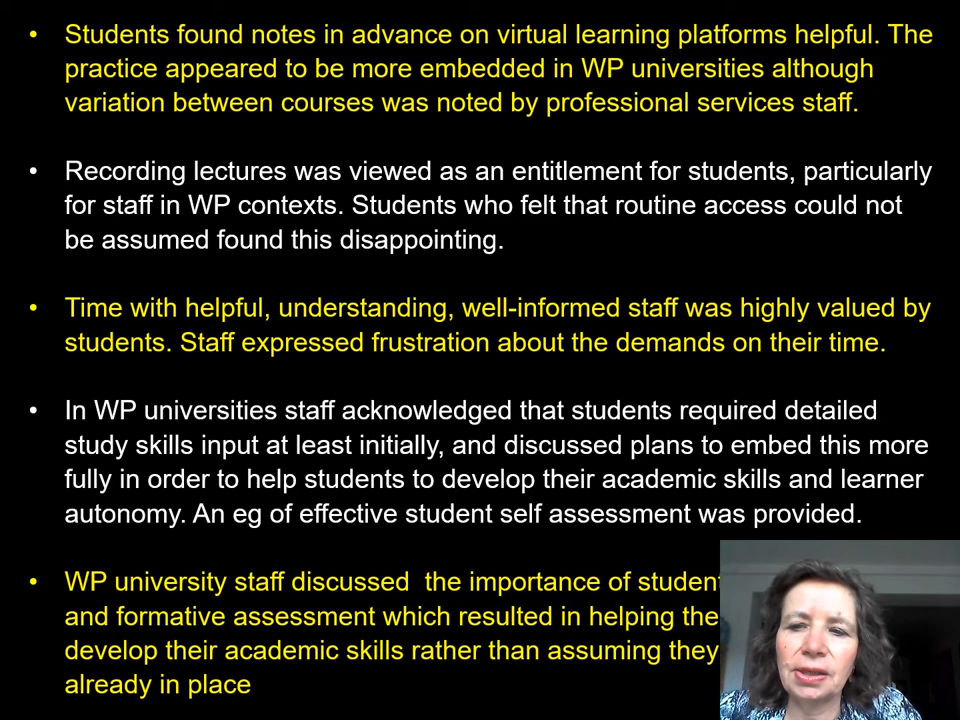 • Students found notes in advance on virtual learning platforms helpful. The
practice appeared to be more embedded in WP universities although
variation between courses was noted by professional services staff.
• Recording lectures was viewed as an entitlement for students, particularly
for staff in WP contexts. Students who felt that routine access could not
be assumed found this disappointing.
• Time with helpful, understanding, well-informed staff was highly valued by
students. Staff expressed frustration about the demands on their time.
• In WP universities staff acknowledged that students required detailed
study skills input at least initially, and discussed plans to embed this more
fully in order to help students to develop their academic skills and learner
autonomy. An eg of effective student self assessment was provided.
• WP university staff discussed the importance of
and formative assessment which resulted in helping
develop their academic skills rather than assuming they
already in place